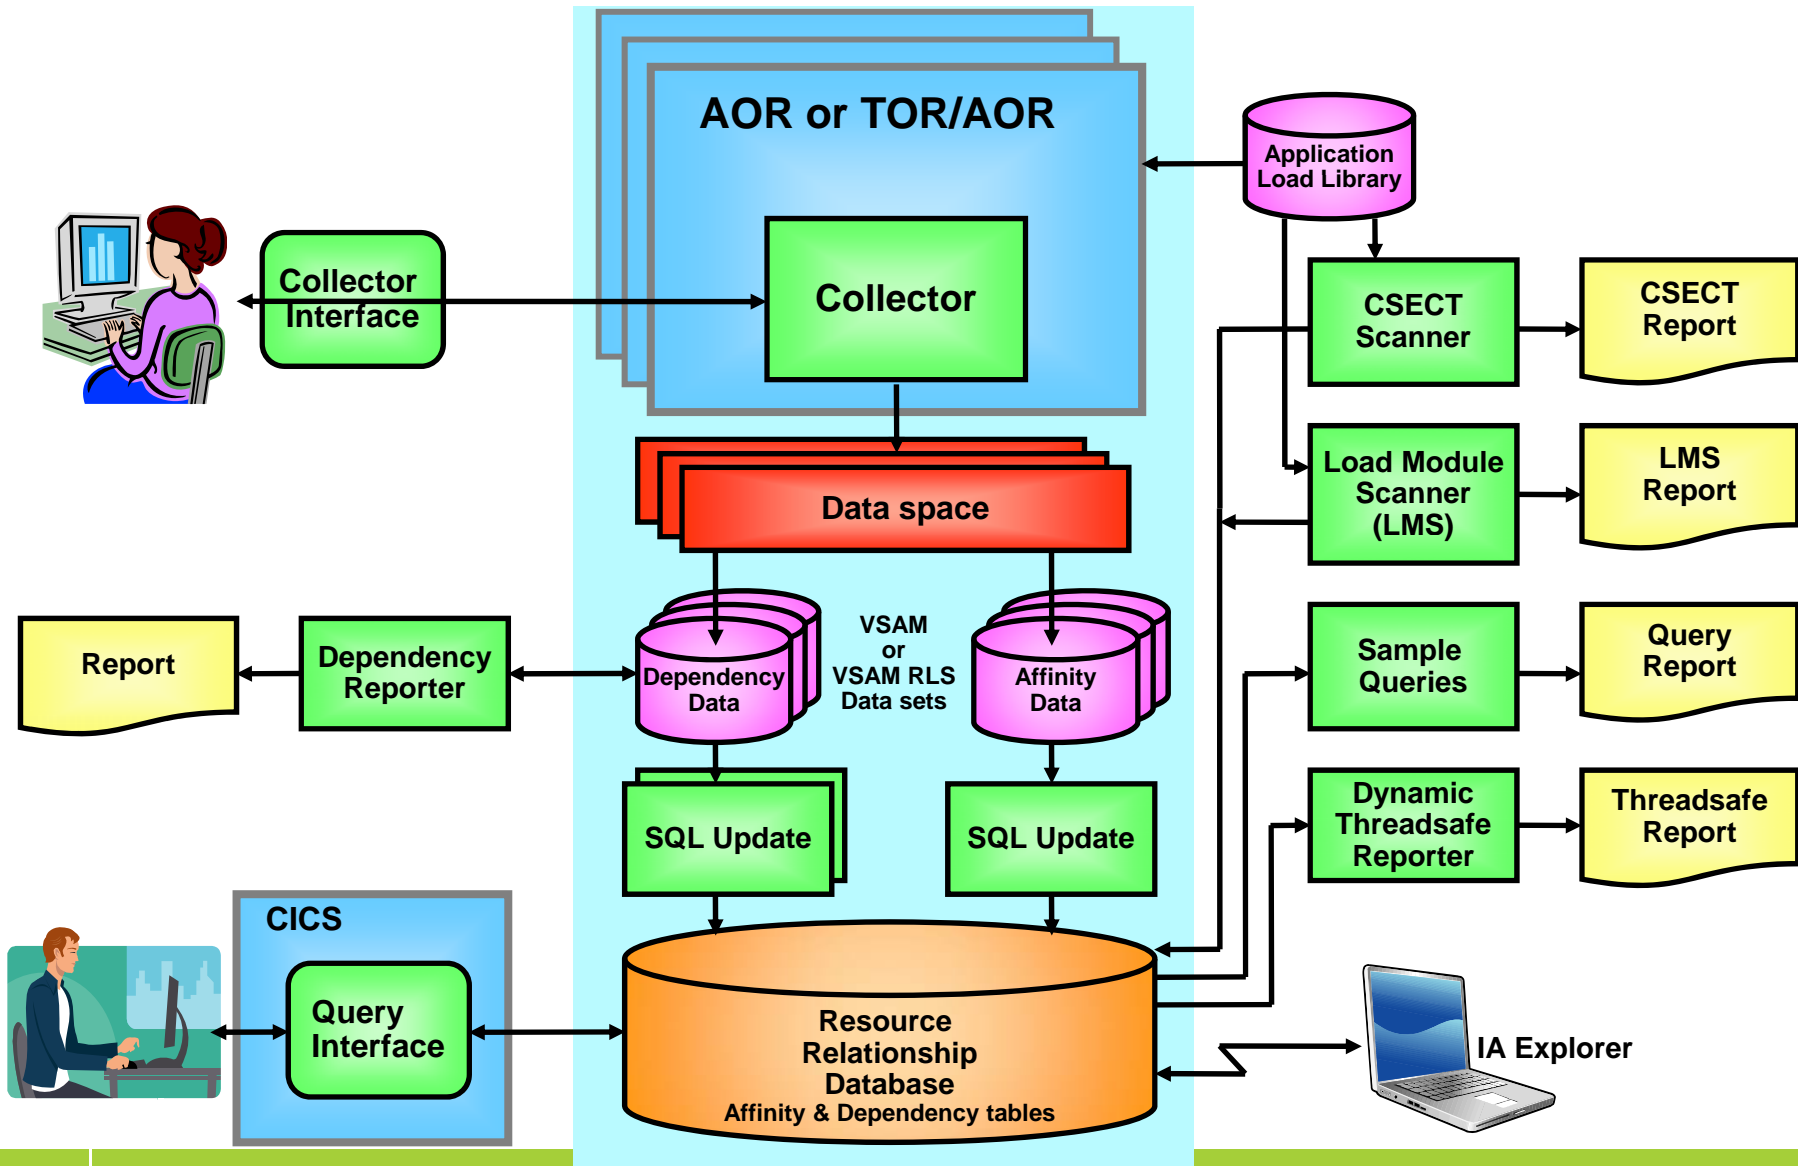 AOR or TOR/AOR
Application
Load Library
Collector
Interface
Collector
CSECT
Scanner
CSECT
Report
Load Module
Scanner
(LMS)
LMS
Report
Data space
Report
Dependency
Reporter
Dependency
Data
VSAM
or
VSAM RLS
Data sets
Affinity
Data
Sample
Queries
Query
Report
SQL Update
SQL Update
Dynamic
Threadsafe
Reporter
Threadsafe
Report
CICS
Query
Interface
Resource
Relationship
Database
Affinity & Dependency tables
IA Explorer